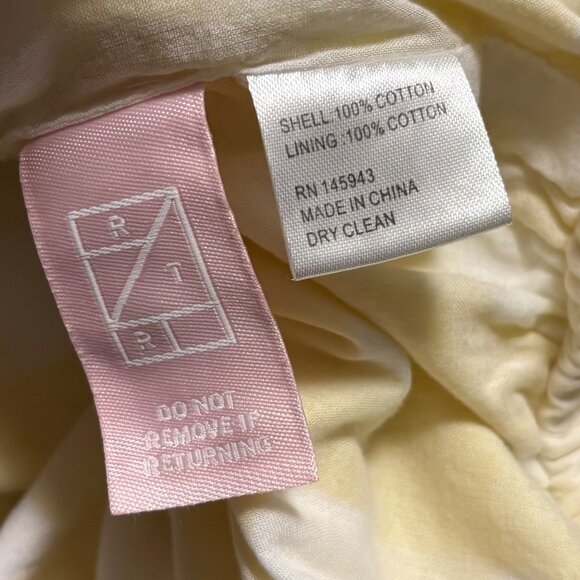 SHELL 100% COTTON
LINING :100% COTTON
RN 145943
MADE IN CHINA
DRY CLEAN
R
T
R
DO NOT
REMOVE IF
RETURNING